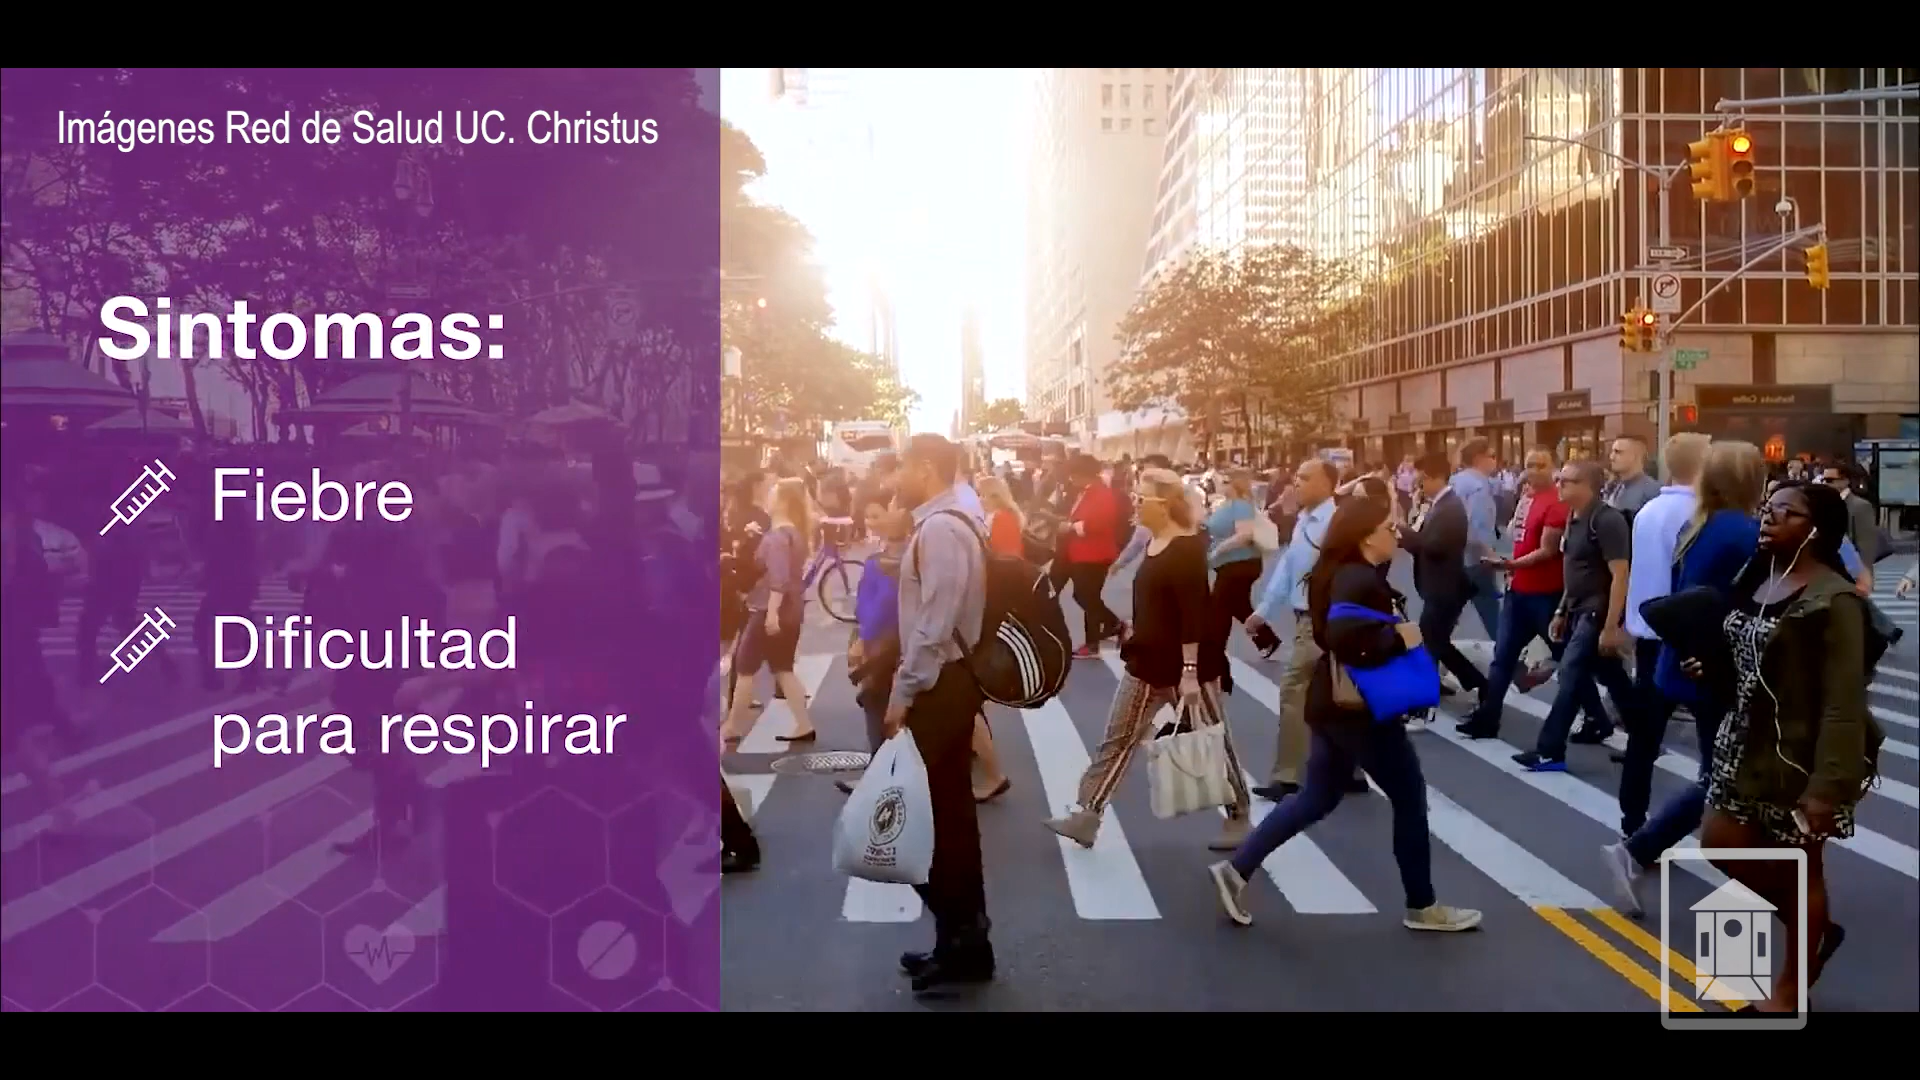 Imágenes Red de Salud UC. Christus
Sintomas:
Fiebre
Dificultad
para respirar